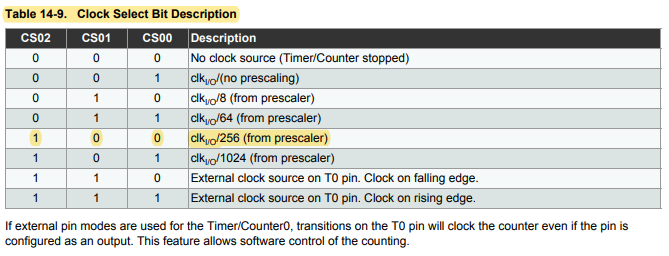 Table 14-9. Clock Select Bit Description
CS02 CS01 CS00 Description
0 0 0 No clock source (Timer/Counter stopped)
0 0 1 clkI/O/(no prescaling)
0 1 0 clkI/O/8 (from prescaler)
0 1 1 clkI/O/64 (from prescaler)
1 0 0 clkI/O/256 (from prescaler)
1 0 1 clkI/O/1024 (from prescaler)
1 1 0 External clock source on T0 pin. Clock on falling edge.
1 1 1 External clock source on T0 pin. Clock on rising edge.
If external pin modes are used for the Timer/Counter0, transitions on the T0 pin will clock the counter even if the pin is
configured as an output. This feature allows software control of the counting.